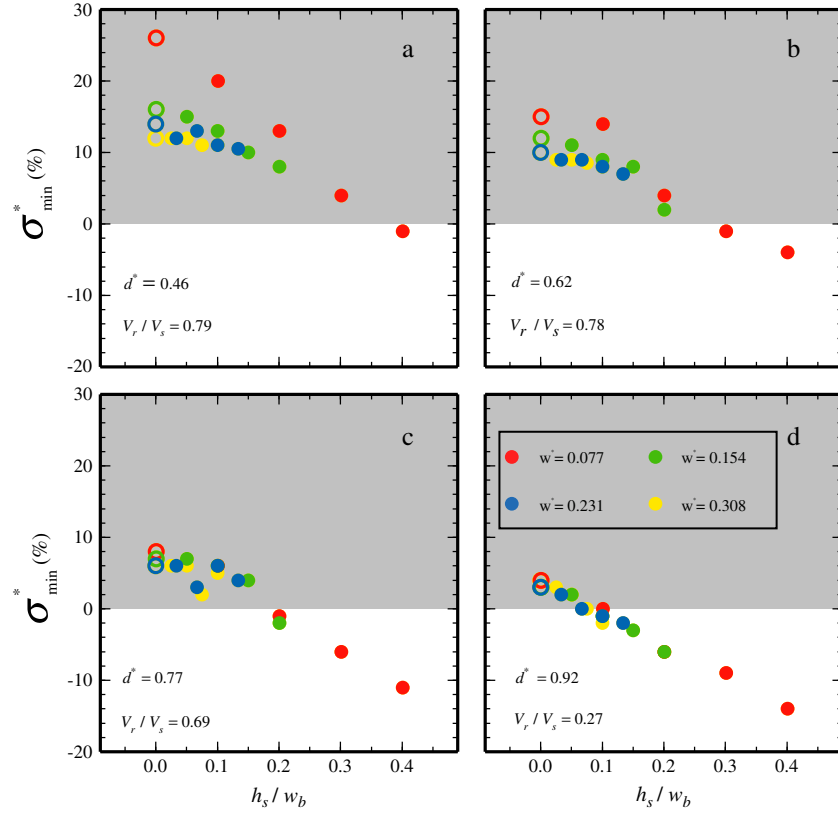 30
20
10
0
-10
-20
σ*min (%)
a
d* = 0.46
Vr / Vs = 0.79
b
d* = 0.62
Vr / Vs = 0.78
30
20
10
0
-10
-20
σ*min (%)
c
d* = 0.77
Vr / Vs = 0.69
d
w* = 0.077 w* = 0.154
w* = 0.231 w* = 0.308
d* = 0.92
Vr / Vs = 0.27
0.0 0.1 0.2 0.3 0.4
0.0 0.1 0.2 0.3 0.4
hs / wb
hs / wb